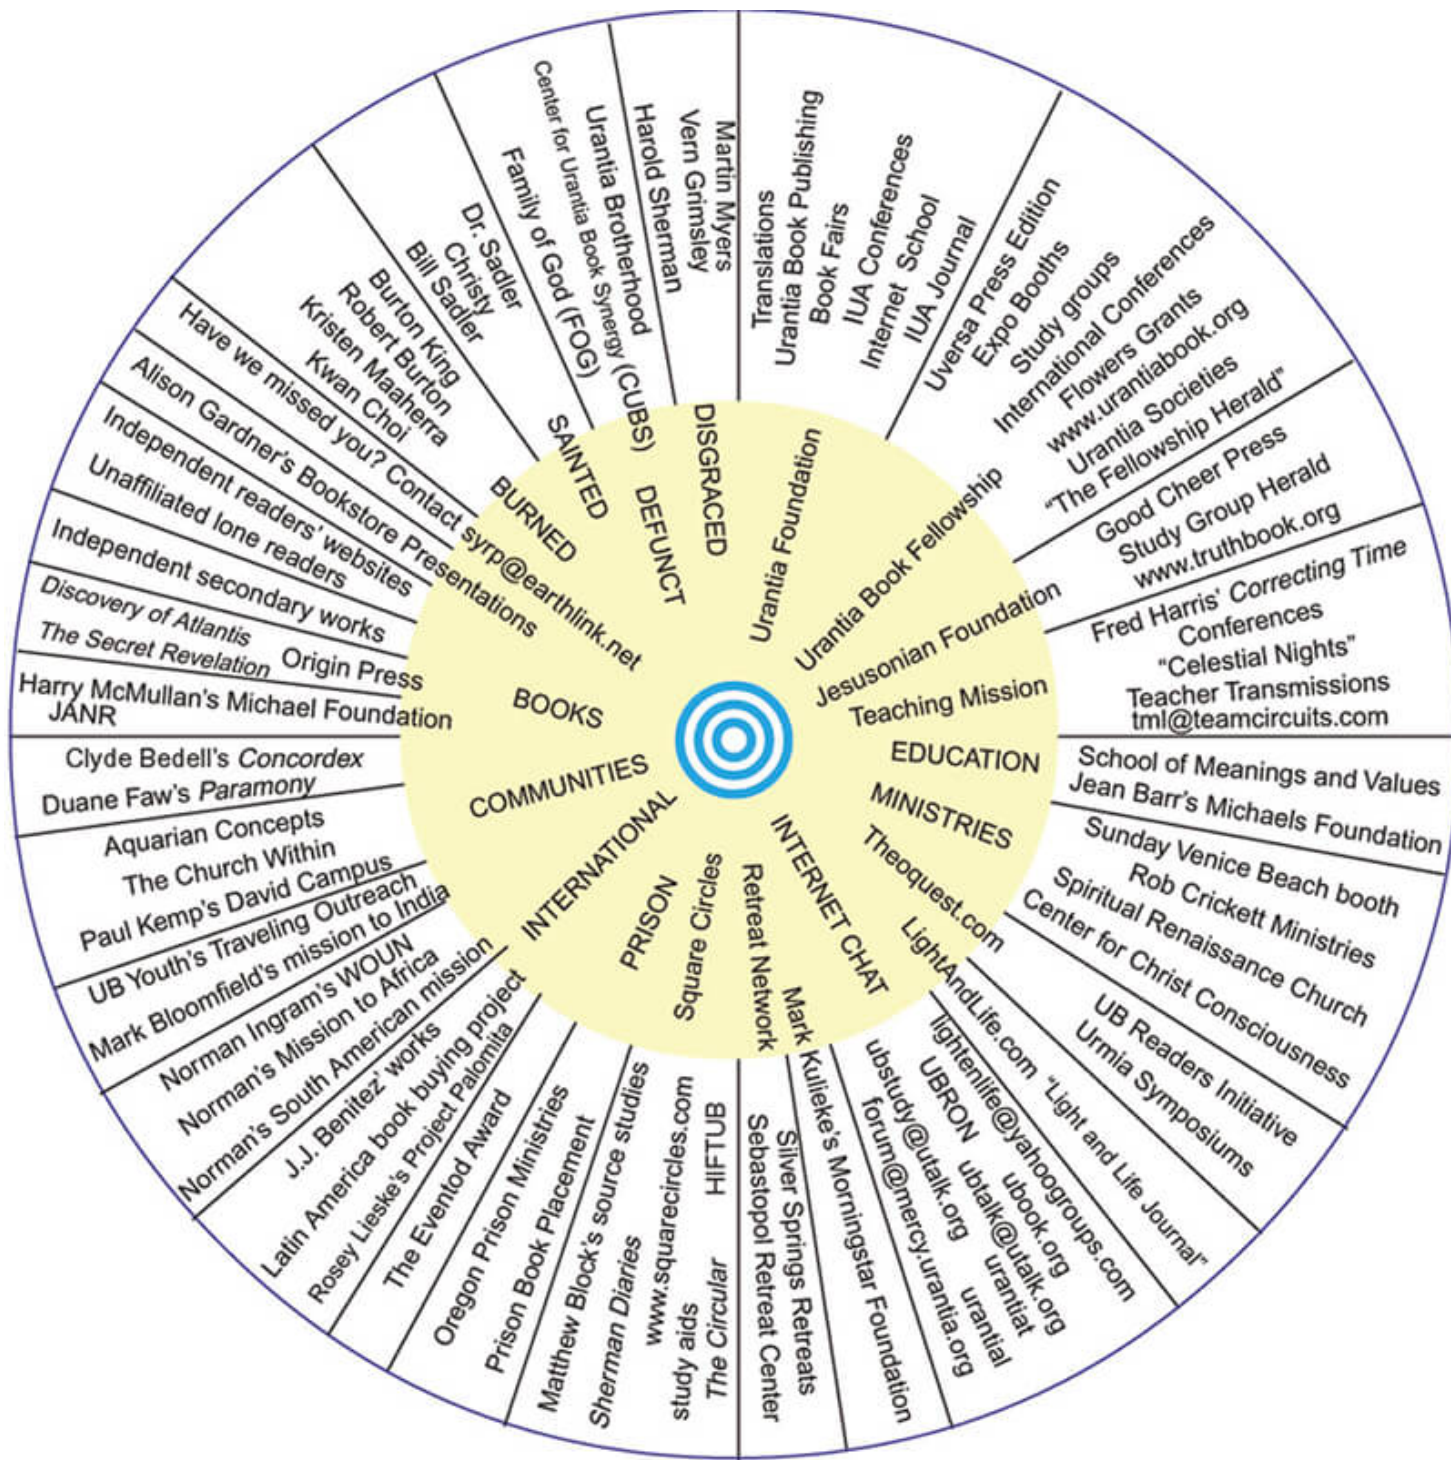 Urantia Foundation
Translations
Urantia Book Publishing
Book Fairs
IUA Conferences
Internet School
IUA Journal
Urantia Book Fellowship
Uversa Press Edition
Expo Booths
Study groups
International Conferences
Flowers Grants
www.urantiabook.org
Urantia Societies
“The Fellowship Herald”
Jesusonian Foundation
Good Cheer Press
Study Group Herald
www.truthbook.org
Teaching Mission
Fred Harris' Correcting Time
Conferences
“Celestial Nights”
Teacher Transmissions
tml@teamcircuits.com
EDUCATION
School of Meanings and Values
Jean Barr's Michaels Foundation
MINISTRIES
Sunday Venice Beach booth
Rob Crickett Ministries
Spiritual Renaissance Church
Center for Christ Consciousness
Theoquest.com
UB Readers Initiative
Urmia Symposiums
LightAndLife.com “Light and Life Journal”
INTERNET CHAT
lightenlife@yahoogroups.com
UBRON ubook.org
ubstudy@utalk.org ubtalk@utalk.org
forum@mercy.urantia.org urantiat
urantial
Mark Kulieke's Morningstar Foundation
Retreat Network
Silver Springs Retreats
Sebastopol Retreat Center
Square Circles
HIFTUB The Circular
www.squarecircles.com study aids
Sherman Diaries
Matthew Block's source studies
PRISON
Prison Book Placement
Oregon Prison Ministries
The Eventod Award
INTERNATIONAL
Rosey Lieske's Project Palomita
Latin America book buying project
J.J. Benitez' works
Norman's South American mission
Norman's Mission to Africa
Norman Ingram's WOUN
Mark Bloomfield's mission to India
UB Youth's Traveling Outreach
COMMUNITIES
Paul Kemp's David Campus
The Church Within
Aquarian Concepts
BOOKS
Duane Faw's Paramony
Clyde Bedell's Concordex
Harry McMullan's Michael Foundation
JANR
Origin Press
The Secret Revelation
Discovery of Atlantis
Independent secondary works
Unaffiliated lone readers
Independent readers' websites
Alison Gardner's Bookstore Presentations
Have we missed you? Contact syrp@earthlink.net
BURNED
Kwan Choi
Kristen Maaherra
Robert Burton
Burton King
SAINTED
Bill Sadler
Christy
Dr. Sadler
DEFUNCT
Family of God (FOG)
Center for Urantia Book Synergy (CUBS)
Urantia Brotherhood
DISGRACED
Harold Sherman
Vern Grimsley
Martin Myers